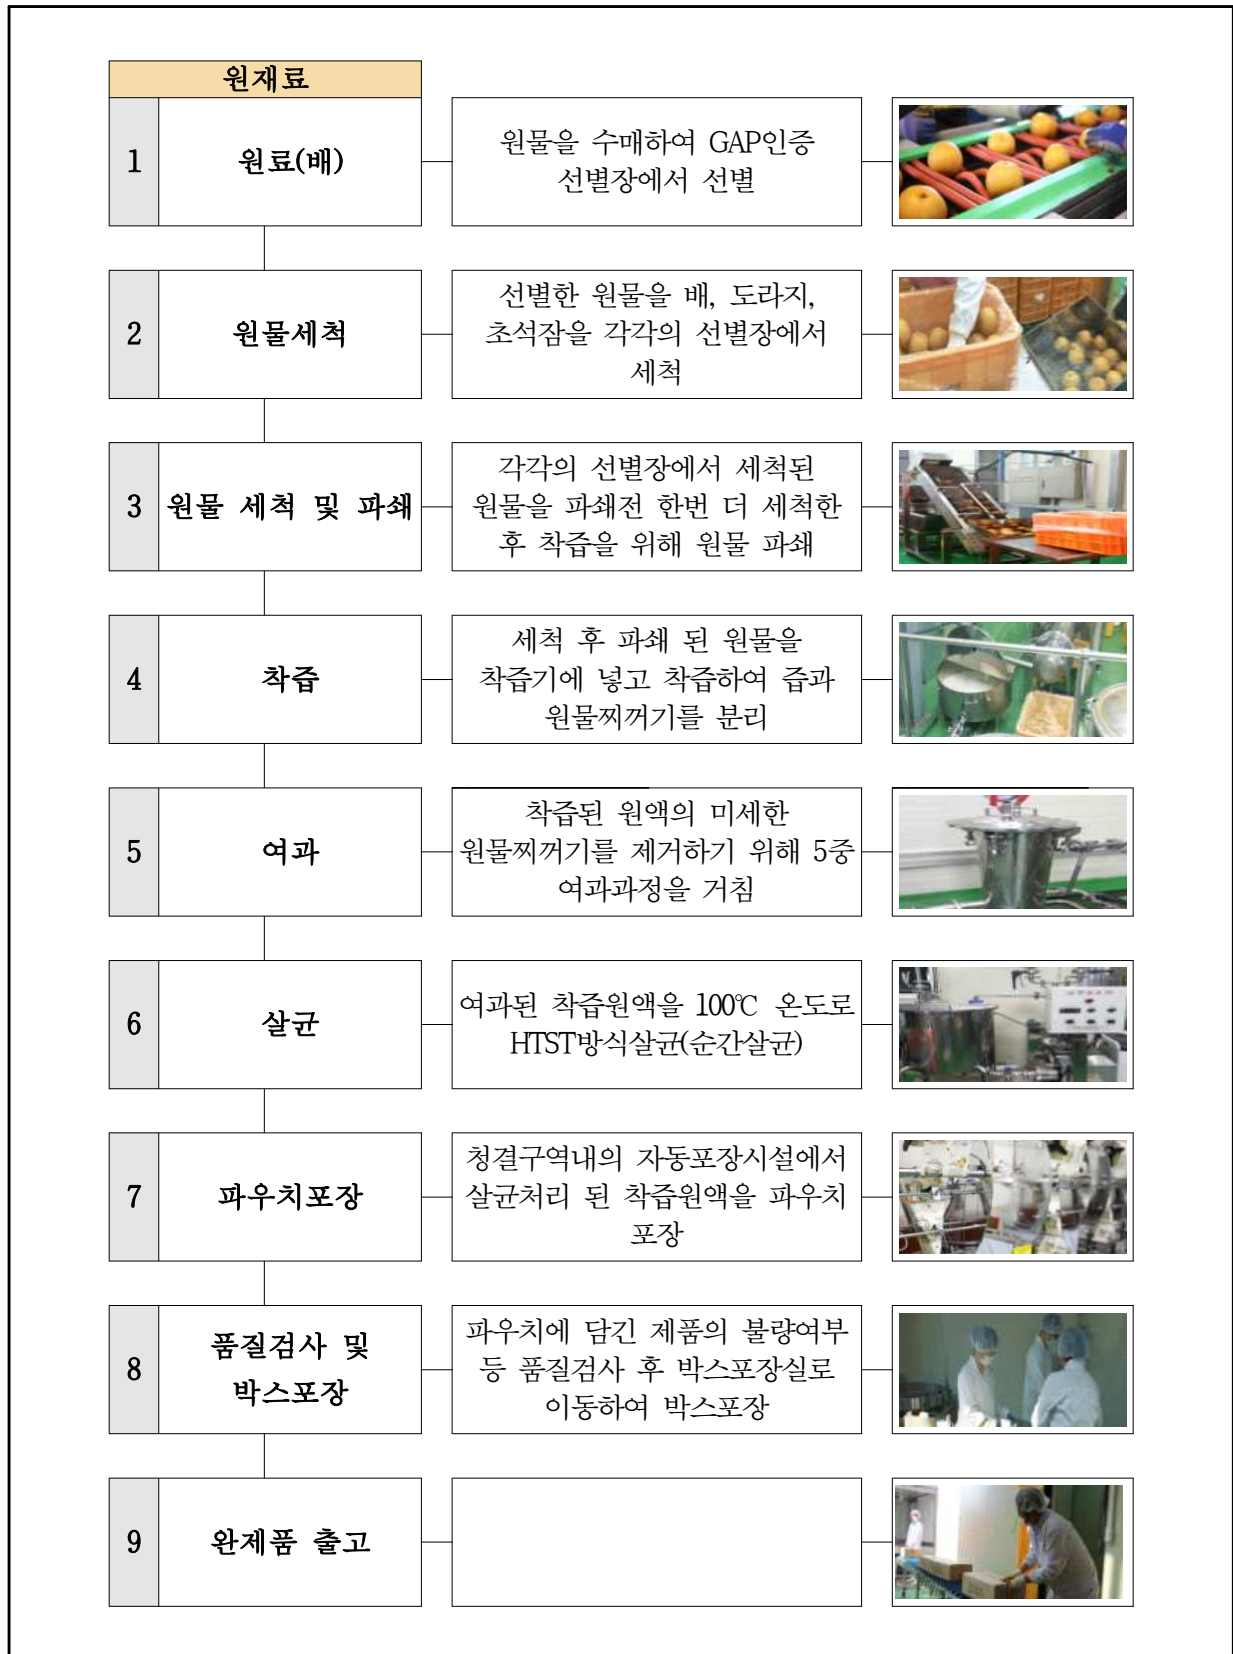 원재료
1
원료(배)
원물을 수매하여 GAP인증
선별장에서 선별
2
원물세척
선별한 원물을 배, 도라지,
초석잠을 각각의 선별장에서
세척
3
원물 세척 및 파쇄
각각의 선별장에서 세척된
원물을 파쇄전 한번 더 세척한
후 착즙을 위해 원물 파쇄
4
착즙
세척 후 파쇄 된 원물을
착즙기에 넣고 착즙하여 즙과
원물찌꺼기를 분리
5
여과
착즙된 원액의 미세한
원물찌꺼기를 제거하기 위해 5중
여과과정을 거침
6
살균
여과된 착즙원액을 100℃ 온도로
HTST방식살균(순간살균)
7
파우치포장
청결구역내의 자동포장시설에서
살균처리 된 착즙원액을 파우치
포장
8
품질검사 및
박스포장
파우치에 담긴 제품의 불량여부
등 품질검사 후 박스포장실로
이동하여 박스포장
9
완제품 출고